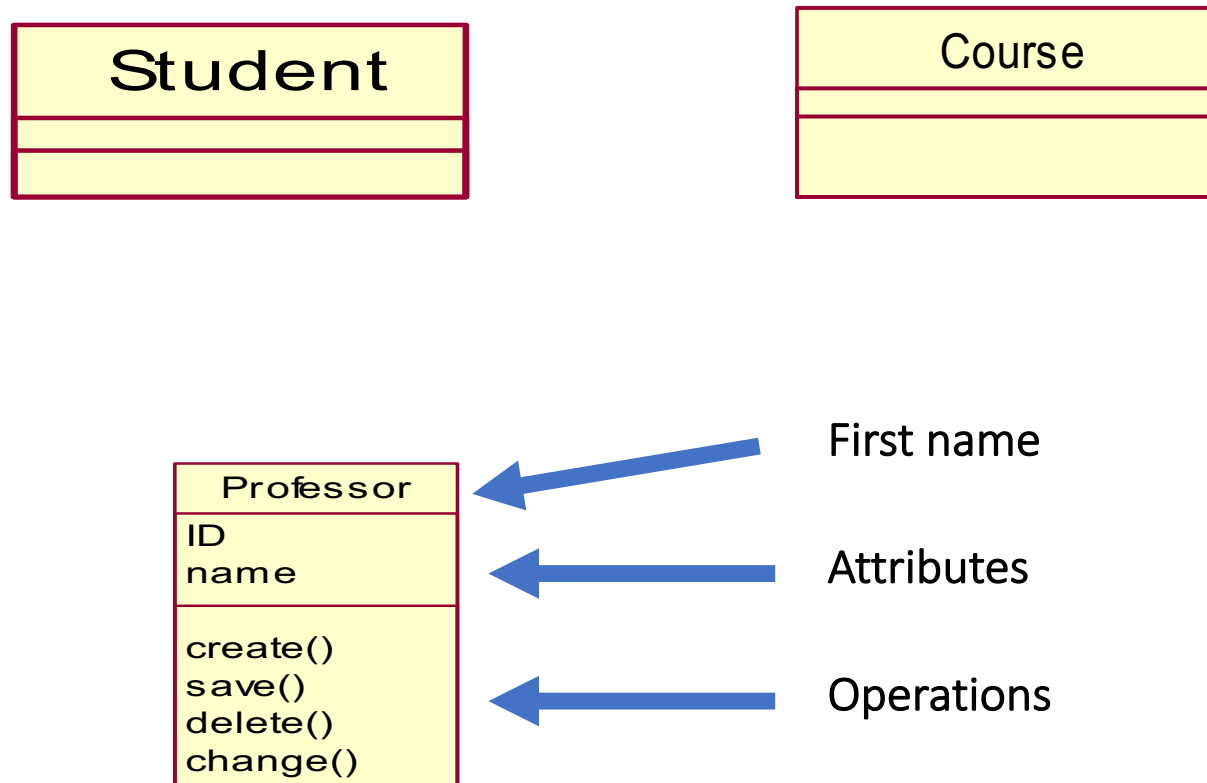 Student
Course
Professor
ID
name
create()
save()
delete()
change()
First name
Attributes
Operations